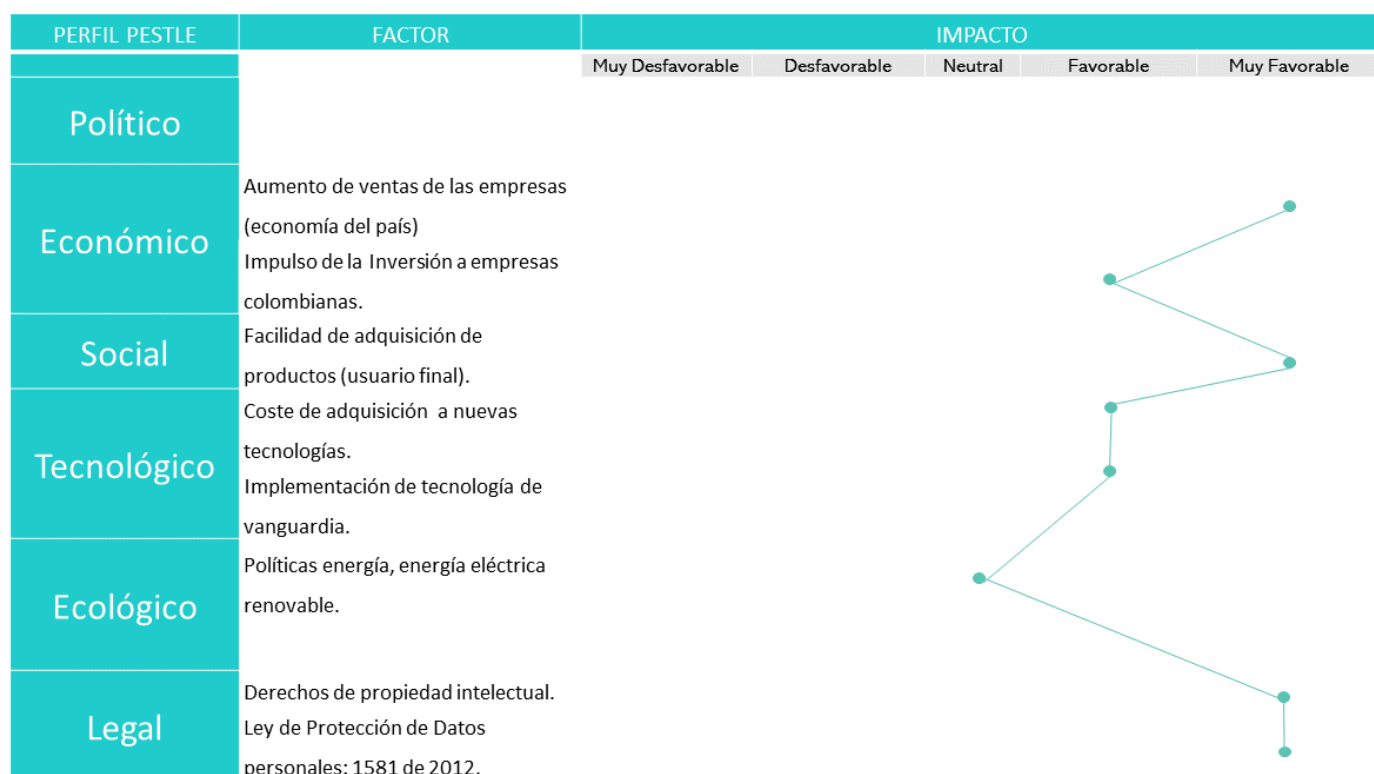 PERFIL PESTLE FACTOR IMPACTO
Muy Desfavorable Desfavorable Neutral Favorable Muy Favorable
Político
Económico
Aumento de ventas de las empresas
(economía del país)
Impulso de la Inversión a empresas
colombianas.
Social
Facilidad de adquisición de
productos (usuario final).
Tecnológico
Coste de adquisición a nuevas
tecnologías.
Implementación de tecnología de
vanguardia.
Ecológico
Políticas energía, energía eléctrica
renovable.
Legal
Derechos de propiedad intelectual.
Ley de Protección de Datos
personales: 1581 de 2012.